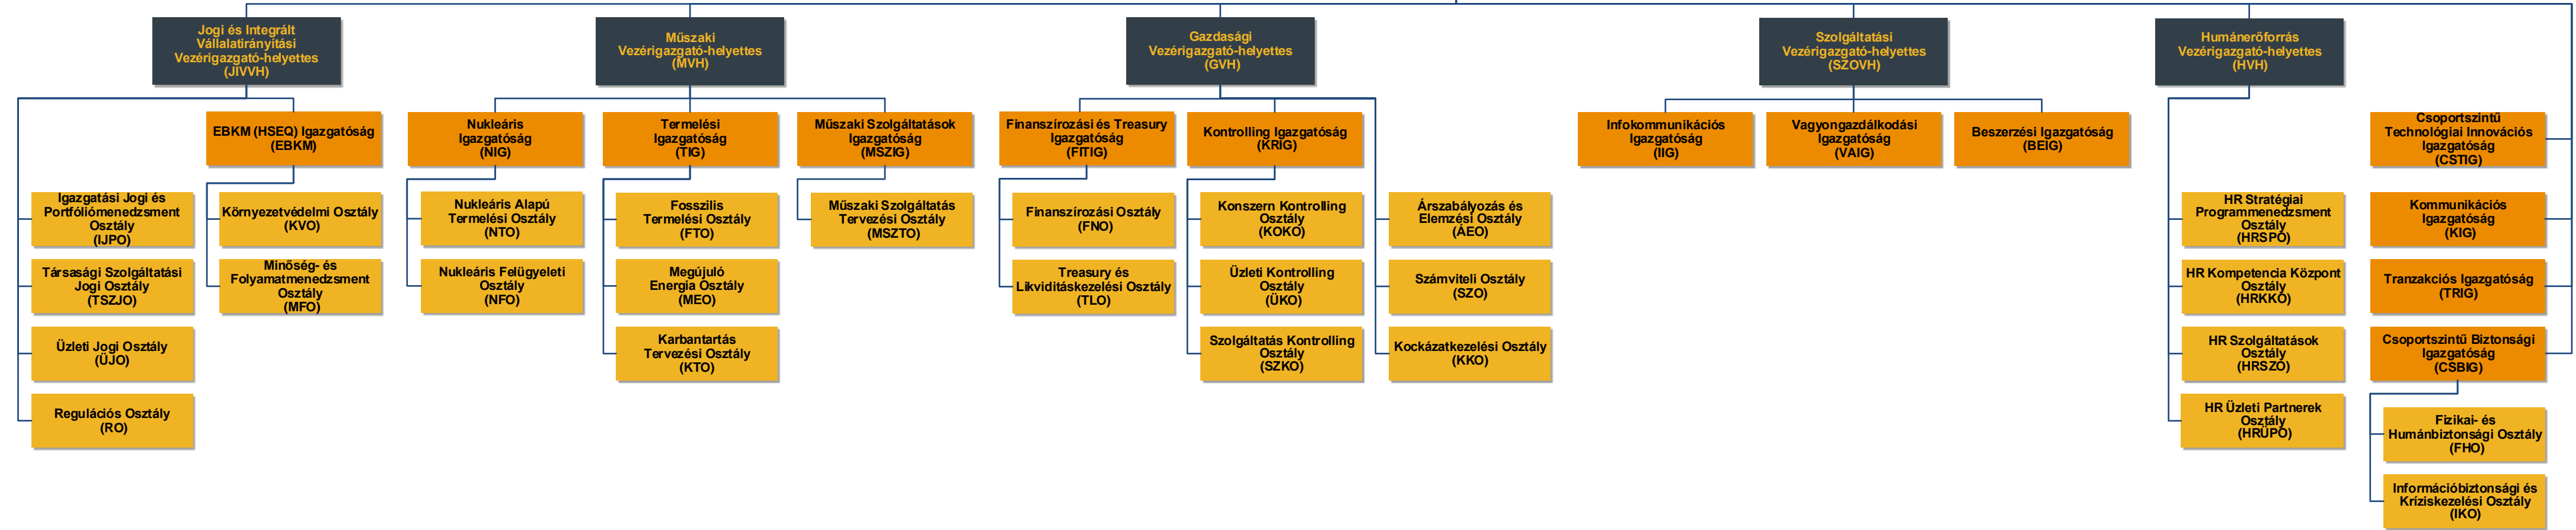 Jogi és Integrált
Vállalatirányítási
Vezérigazgató-helyettes
(JIVVH)
Műszaki
Vezérigazgató-helyettes
(MVH)
Gazdasági
Vezérigazgató-helyettes
(GVH)
Szolgáltatási
Vezérigazgató-helyettes
(SZOVH)
Humánerőforrás
Vezérigazgató-helyettes
(HVH)
EBKM (HSEQ) Igazgatóság
(EBKM)
Nukleáris
Igazgatóság
(NIG)
Termelési
Igazgatóság
(TIG)
Műszaki Szolgáltatások
Igazgatóság
(MSZIG)
Finanszírozási és Treasury
Igazgatóság
(FITIG)
Kontrolling Igazgatóság
(KRIG)
Infokommunikációs
Igazgatóság
(IIG)
Vagyongazdálkodási
Igazgatóság
(VAIG)
Beszerzési Igazgatóság
(BEIG)
Csoportszintű
Technológiai Innovációs
Igazgatóság
(CSTIG)
Igazgatási Jogi és
Portfóliómenedzsment
Osztály
(IJPO)
Környezetvédelmi Osztály
(KVO)
Nukleáris Alapú
Termelési Osztály
(NTO)
Fosszilis
Termelési Osztály
(FTO)
Műszaki Szolgáltatás
Tervezési Osztály
(MSZTO)
Finanszírozási Osztály
(FNO)
Konszern Kontrolling
Osztály
(KOKO)
Árszabályozás és
Elemzési Osztály
(ÁEO)
HR Stratégiai
Programmenedzsment
Osztály
(HRSPO)
Kommunikációs
Igazgatóság
(KIG)
Társasági Szolgáltatási
Jogi Osztály
(TSZJO)
Minőség- és
Folyamatmenedzsment
Osztály
(MFO)
Nukleáris Felügyeleti
Osztály
(NFO)
Megújuló
Energia Osztály
(MEO)
Treasury és
Likviditáskezelési Osztály
(TLO)
Üzleti Kontrolling
Osztály
(ÜKO)
Számviteli Osztály
(SZO)
HR Kompetencia Központ
Osztály
(HRKKO)
Tranzakciós Igazgatóság
(TRIG)
Üzleti Jogi Osztály
(ÜJO)
Karbantartás
Tervezési Osztály
(KTO)
Szolgáltatás Kontrolling
Osztály
(SZKO)
Kockázatkezelési Osztály
(KKO)
HR Szolgáltatások
Osztály
(HRSZO)
Csoportszintű Biztonsági
Igazgatóság
(CSBIG)
Regulációs Osztály
(RO)
HR Üzleti Partnerek
Osztály
(HRÜPO)
Fizikai- és
Humánbiztonsági Osztály
(FHO)
Információbiztonsági és
Kríziskezelési Osztály
(IKO)